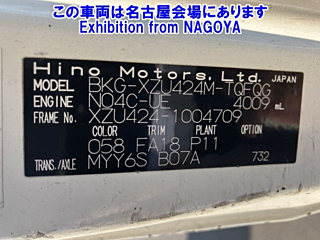 この車両は名古屋会場にあります
Exhibition from NAGOYA
Hino Motors, Ltd. JAPAN
MODEL BKG-XZU424M-TQFQG
ENGINE N04C-UE 4009 mL
FRAME No. XZU424-1004709
COLOR TRIM PLANT
058 FA18 P11
TRANS./AXLE MYY6S B07A 732